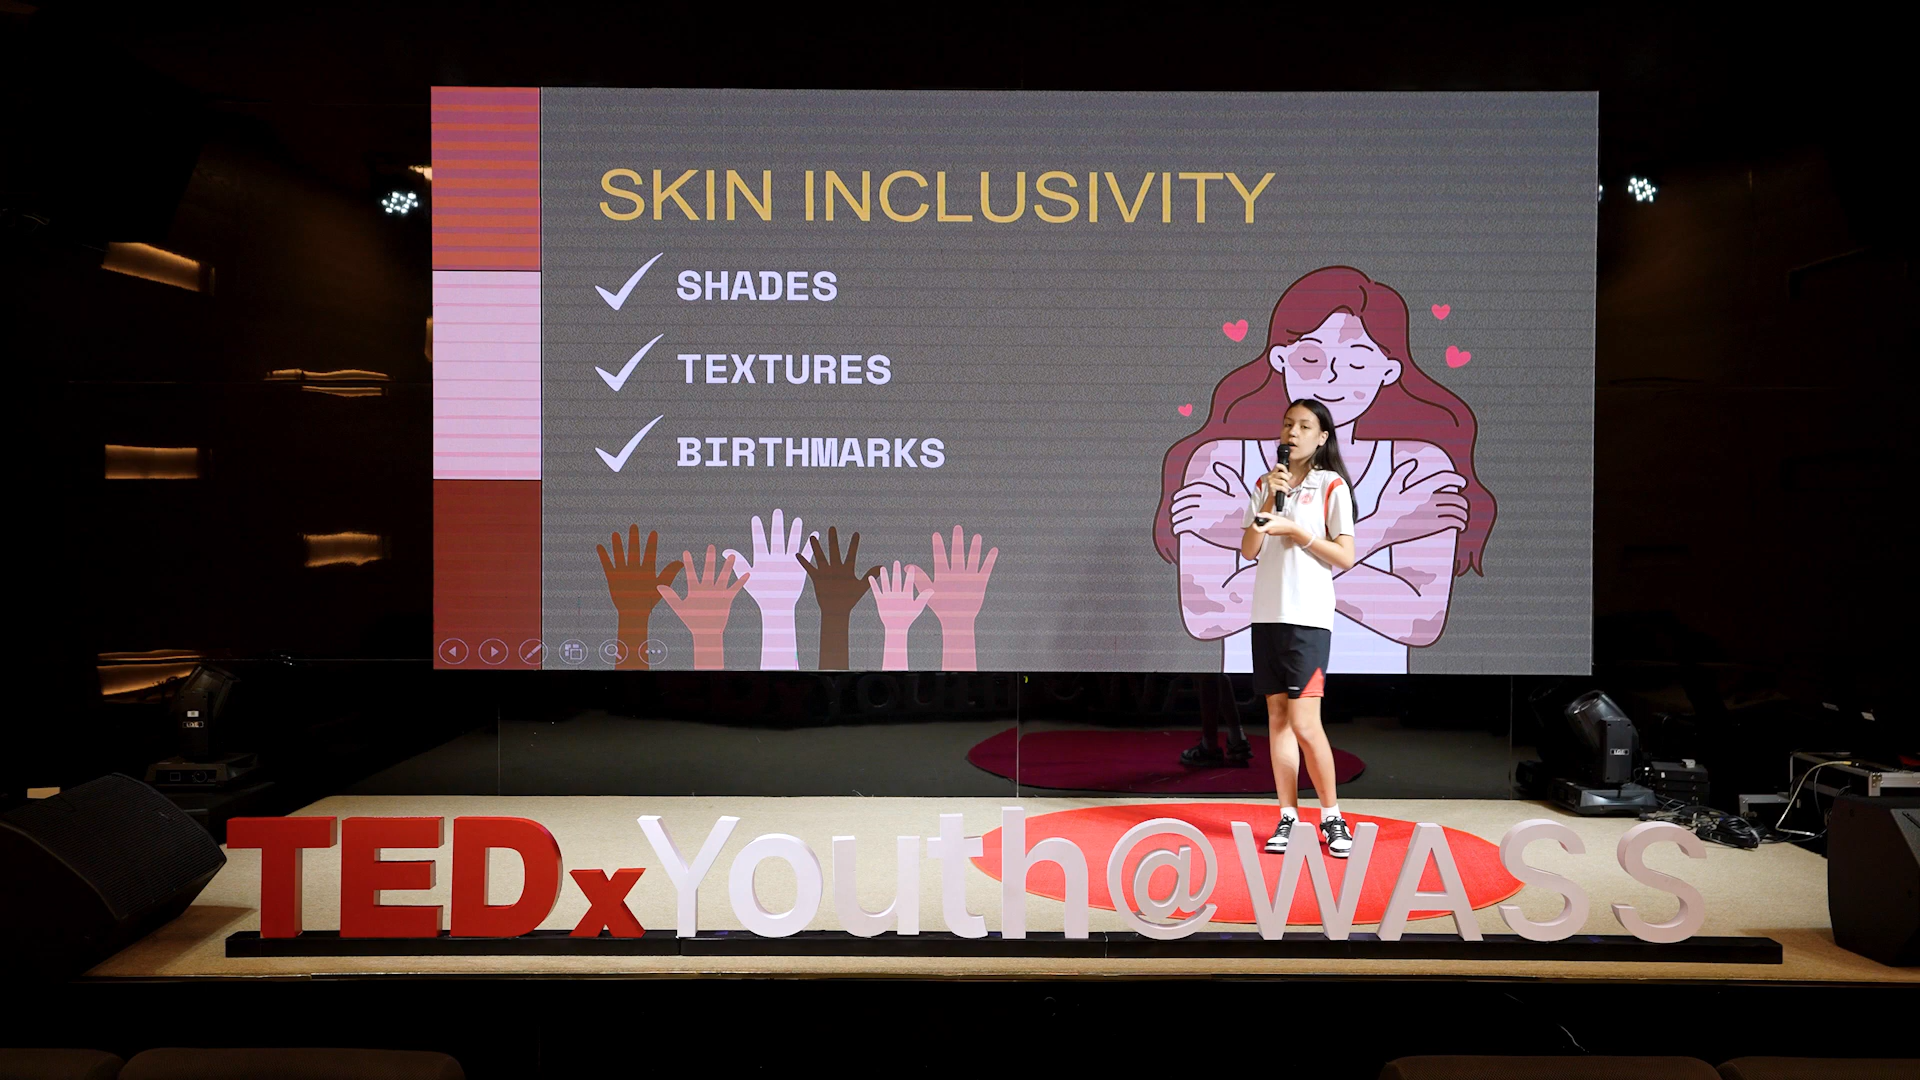 SKIN INCLUSIVITY
SHADES
TEXTURES
BIRTHMARKS
TEDxYouth@WASS